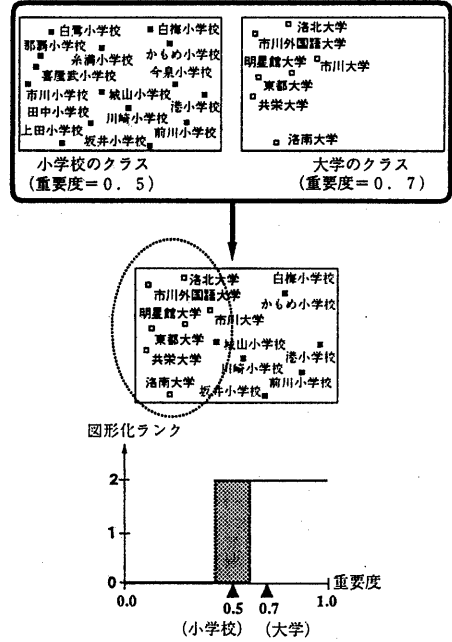 白鷺小学校
白梅小学校
那覇小学校
かもめ小学校
糸満小学校
今泉小学校
喜屋武小学校
市川小学校
城山小学校
港小学校
田中小学校
川崎小学校
上田小学校
前川小学校
坂井小学校
小学校のクラス
(重要度=0.5)
洛北大学
市川外国語大学
明星館大学
市川大学
東都大学
共栄大学
洛南大学
大学のクラス
(重要度=0.7)
洛北大学
白梅小学校
市川外国語大学
かもめ小学校
明星館大学
市川大学
東都大学
城山小学校
港小学校
共栄大学
川崎小学校
洛南大学
前川小学校
坂井小学校
図形化ランク
2
1
0
重要度
0.0
0.5
0.7
1.0
(小学校)
(大学)